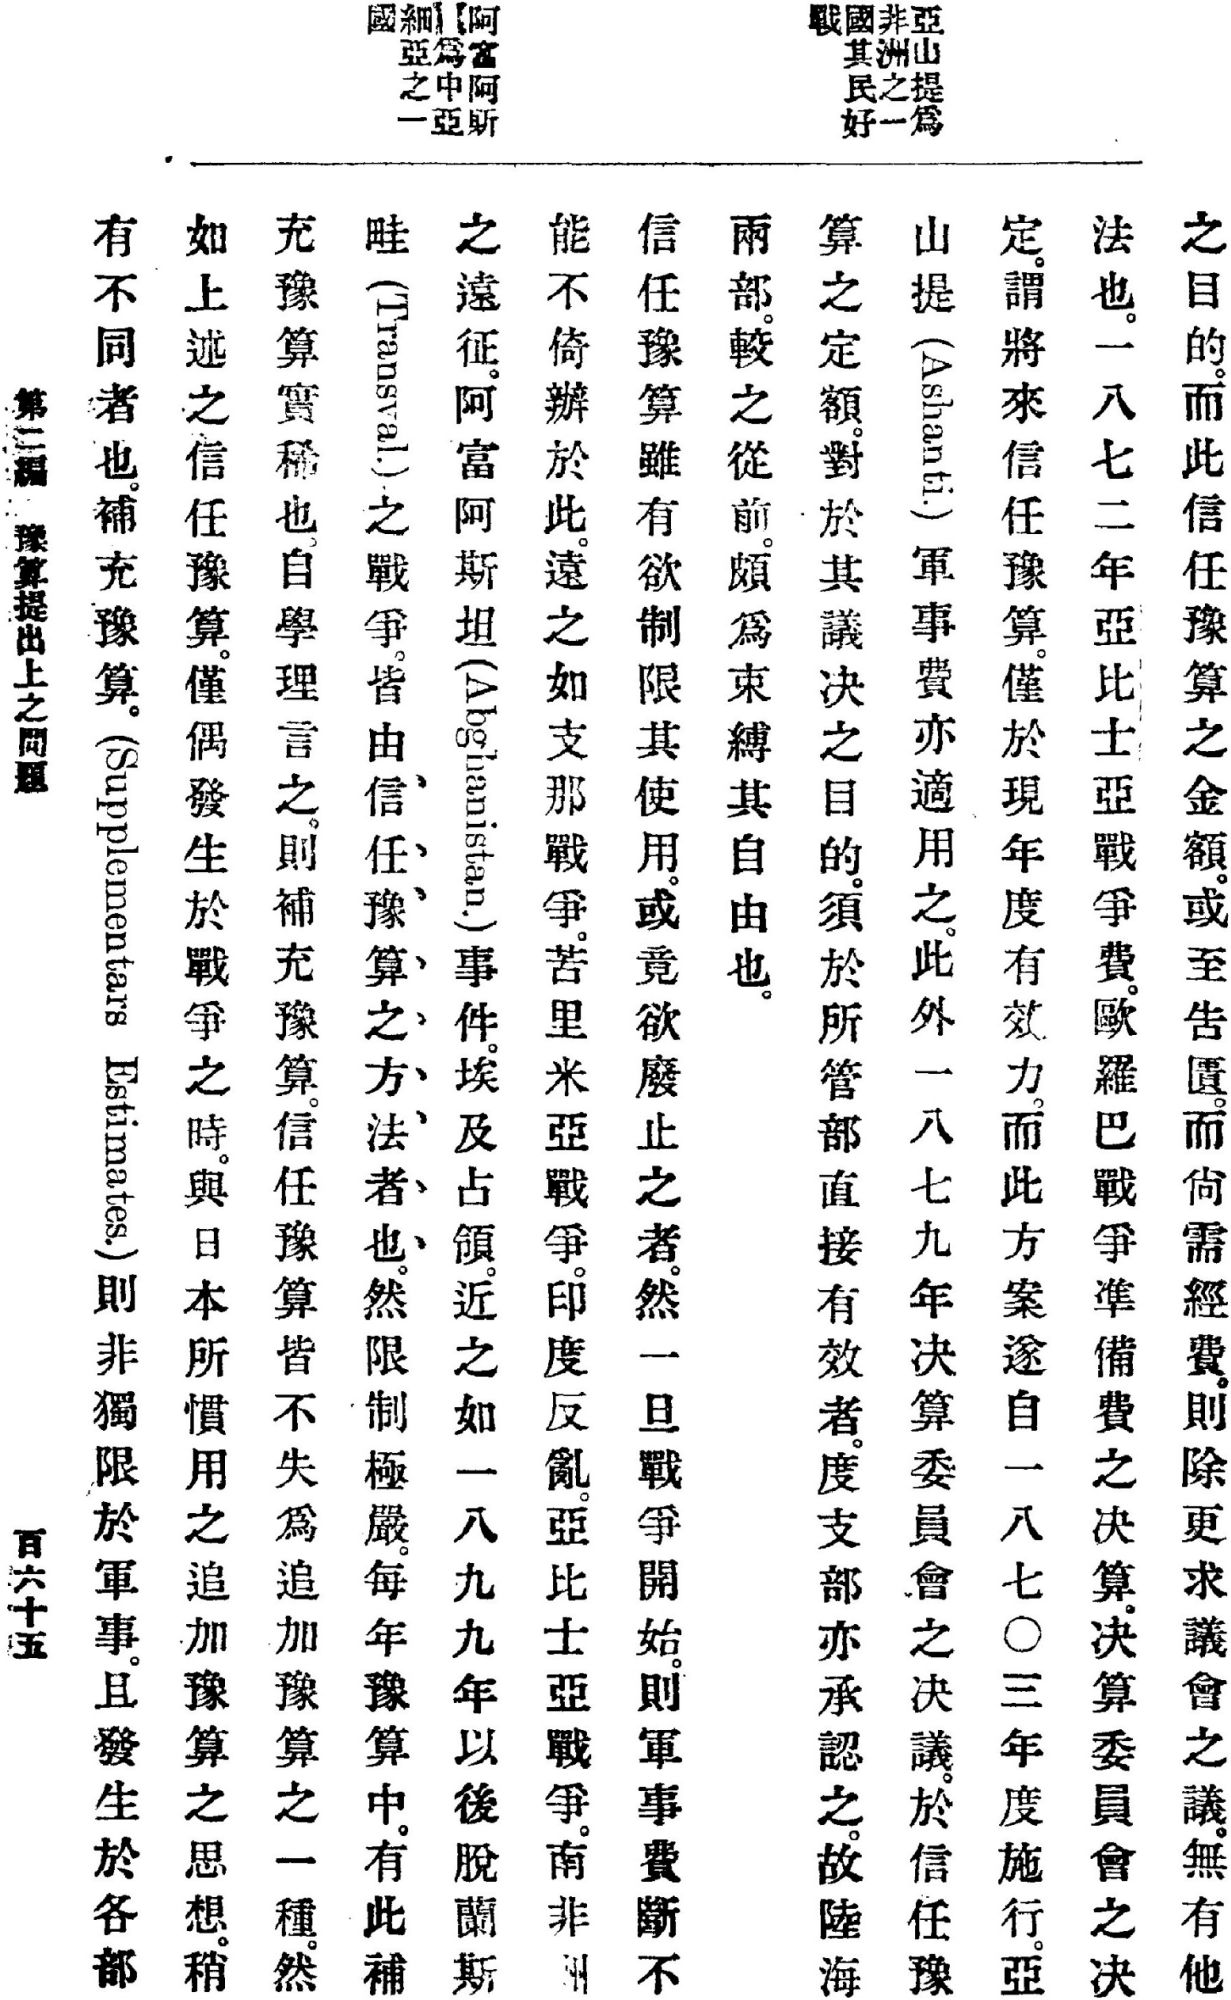 亞山提爲
非洲之一
國其民好
戰
阿富阿斯
爲中亞
細亞之一
國
之目的。而此信任豫算之金額。或至告匱。而尙需經費。則除更求議會之議。無有他
法也。一八七二年亞比士亞戰爭費。歐羅巴戰爭準備費之决算。决算委員會之决
定。謂將來信任豫算。僅於現年度有效力。而此方案遂自一八七〇三年度施行。亞
山提(Ashanti.)軍事費亦適用之。此外一八七九年决算委員會之决議。於信任豫
算之定額。對於其議决之目的。須於所管部直接有效者。度支部亦承認之。故陸海
兩部。較之從前。頗爲束縛其自由也。
信任豫算雖有欲制限其使用。或竟欲廢止之者。然一旦戰爭開始。則軍事費斷不
能不倚辦於此。遠之如支那戰爭。苦里米亞戰爭。印度反亂。亞比士亞戰爭。南非洲
之遠征。阿富阿斯坦(Abghanistan.)事件。埃及占領。近之如一八九九年以後脫蘭斯
畦(Transval.)之戰爭。皆由信任豫算之方法者也。然限制極嚴。每年豫算中。有此補
充豫算實稀也。自學理言之。則補充豫算。信任豫算皆不失爲追加豫算之一種。然
如上述之信任豫算。僅偶發生於戰爭之時。與日本所慣用之追加豫算之思想。稍
有不同者也。補充豫算。(Supplementars Estimates.)則非獨限於軍事。且發生於各部
第二編 豫算提出上之問題
百六十五